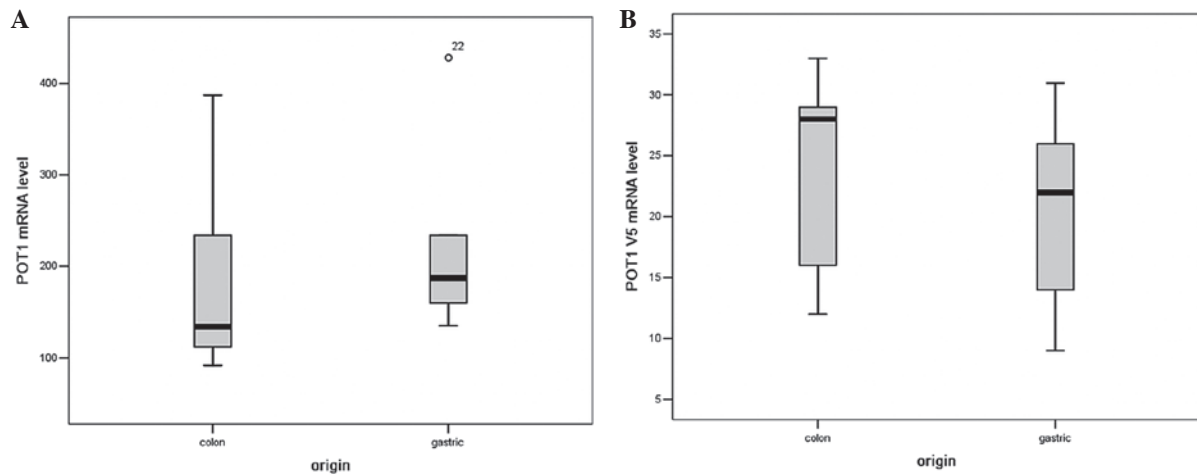 A
POT1 mRNA level
400
300
200
100
22
colon
gastric
origin
B
POT1 V5 mRNA level
35
30
25
20
15
10
5
colon
gastric
origin